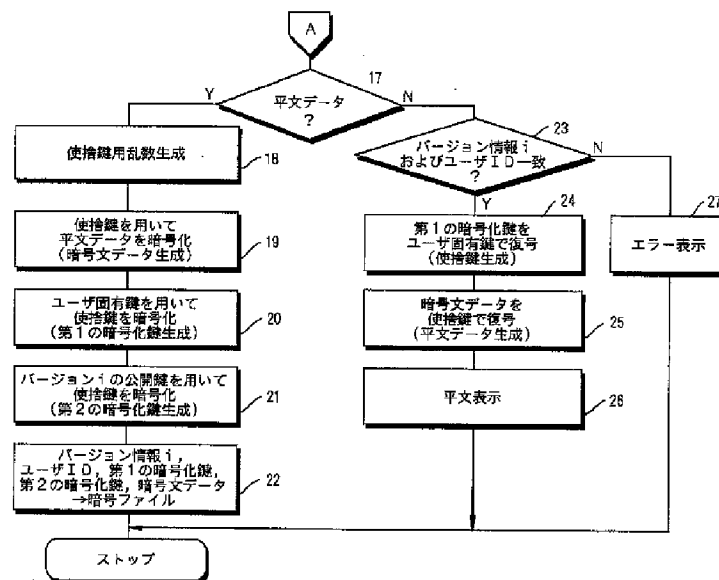 A
17
平文データ
?
Y
N
使捨鍵用乱数生成
18
使捨鍵を用いて
平文データを暗号化
(暗号文データ生成)
19
ユーザ固有鍵を用いて
使捨鍵を暗号化
(第1の暗号化鍵生成)
20
バージョンiの公開鍵を用いて
使捨鍵を暗号化
(第2の暗号化鍵生成)
21
バージョン情報i,
ユーザID, 第1の暗号化鍵,
第2の暗号化鍵, 暗号文データ
→暗号ファイル
22
ストップ
23
バージョン情報i
およびユーザID一致
?
N
Y
24
第1の暗号化鍵を
ユーザ固有鍵で復号
(使捨鍵生成)
暗号文データを
使捨鍵で復号
(平文データ生成)
25
平文表示
26
27
エラー表示